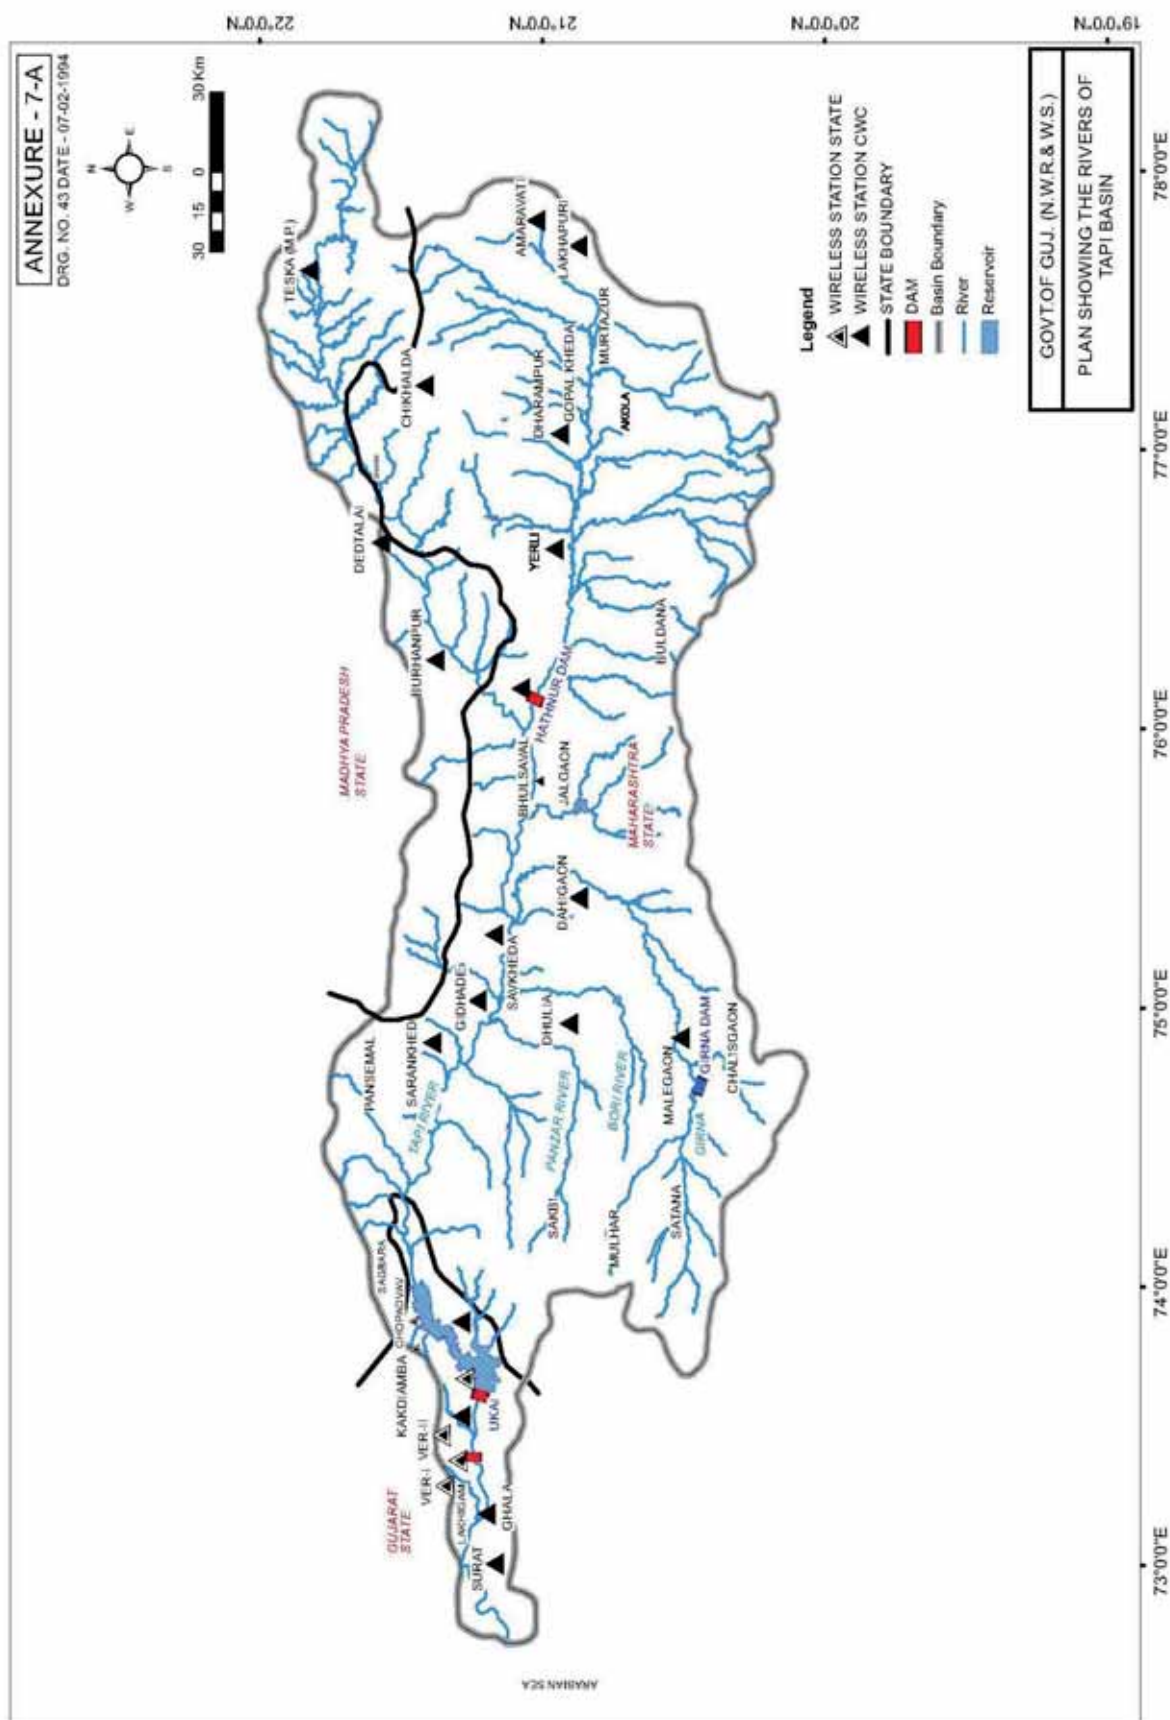 ANNEXURE - 7-A
DRG. NO. 43 DATE - 07-02-1994
N
W
E
S
30
15
0
30 Km
22°0'0"N
21°0'0"N
20°0'0"N
19°0'0"N
73°0'0"E
74°0'0"E
75°0'0"E
76°0'0"E
77°0'0"E
78°0'0"E
ARABIAN SEA
GUJARAT
STATE
MADHYA PRADESH
STATE
MAHARASHTRA
STATE
TESKA (M.P.)
CHIKHALDA
DEDTALAI
BURHANPUR
AMARAVATI
LAKHAPURI
MURTAZUR
DHARAMPUR
GOPAL KHEDA
AKOLA
YERLI
BULDANA
HATHNUR DAM
BHULSAVAL
JALGAON
DAHIGAON
SAVKHEDA
GIDHADE
DHULIA
SARANKHED
PANSEMAL
TAPI RIVER
PANZAR RIVER
BORI RIVER
GIRNA
MALEGAON
GIRNA DAM
CHALISGAON
SAKRI
MULHAR
SATANA
SAGBARA
CHOPADVAV
KAKDIAMBA
VER-II
VER-I
UKAI
GHALA
SURAT
Legend
WIRELESS STATION STATE
WIRELESS STATION CWC
STATE BOUNDARY
DAM
Basin Boundary
River
Reservoir
GOVT.OF GUJ. (N.W.R.& W.S.)
PLAN SHOWING THE RIVERS OF
TAPI BASIN